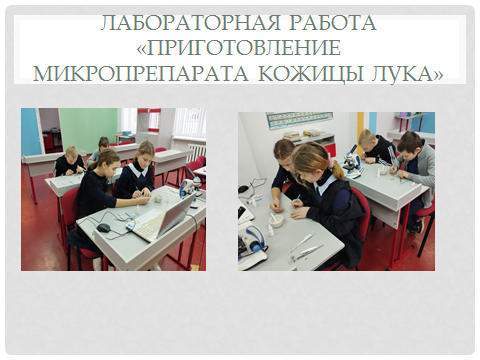 ЛАБОРАТОРНАЯ РАБОТА
«ПРИГОТОВЛЕНИЕ
МИКРОПРЕПАРАТА КОЖИЦЫ ЛУКА»